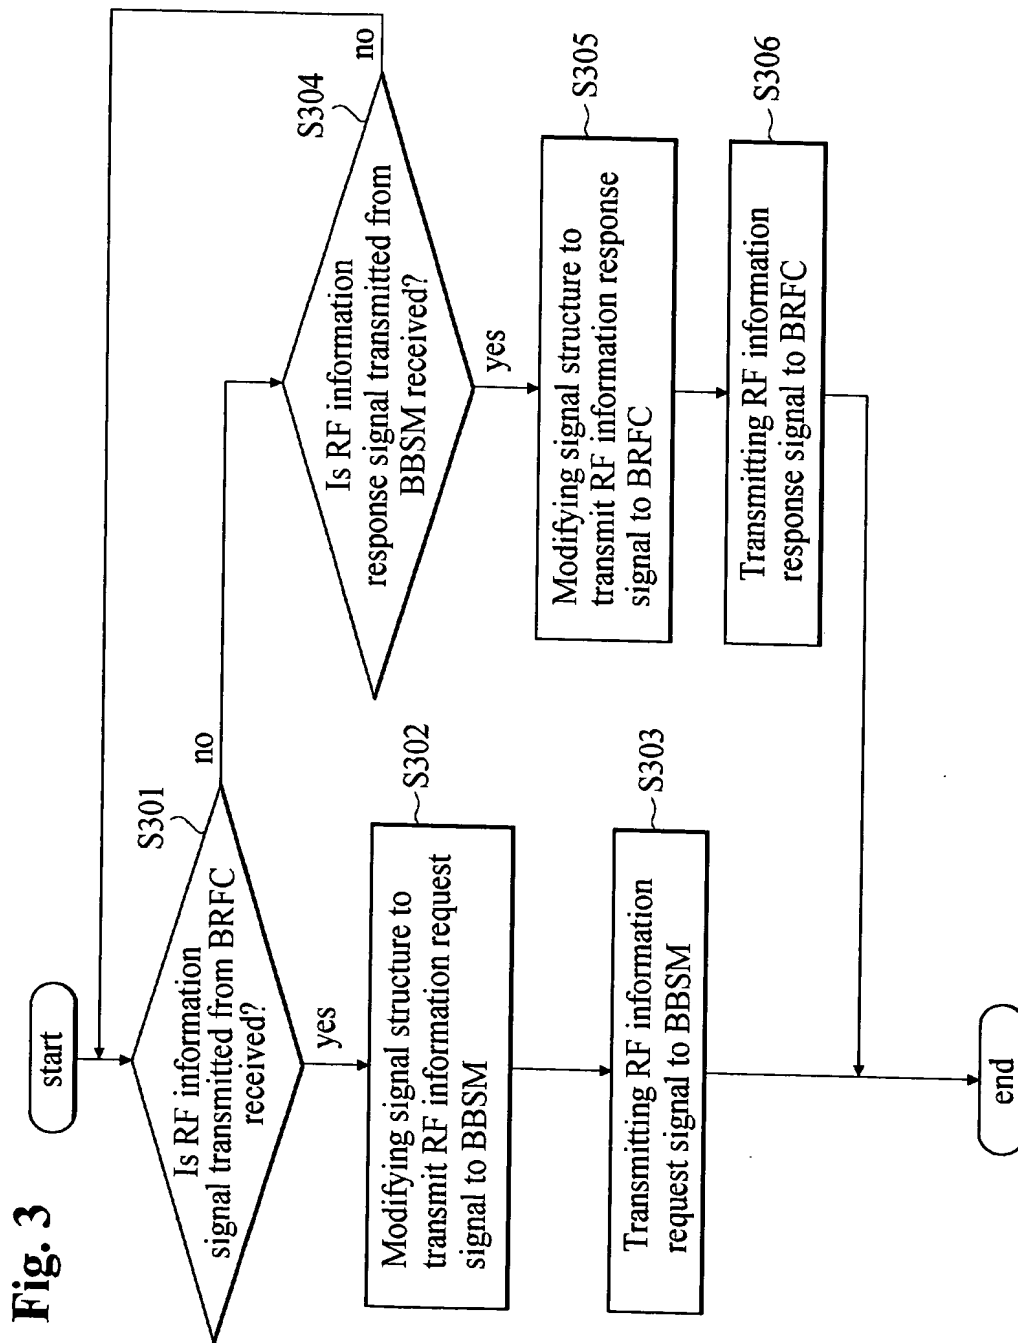 Fig. 3
start
Is RF information
signal transmitted from BRFC
received?
S301
no
yes
Modifying signal structure to
transmit RF information request
signal to BBSM
S302
Transmitting RF information
request signal to BBSM
S303
Is RF information
response signal transmitted from
BBSM received?
S304
no
yes
Modifying signal structure to
transmit RF information response
signal to BRFC
S305
Transmitting RF information
response signal to BRFC
S306
end